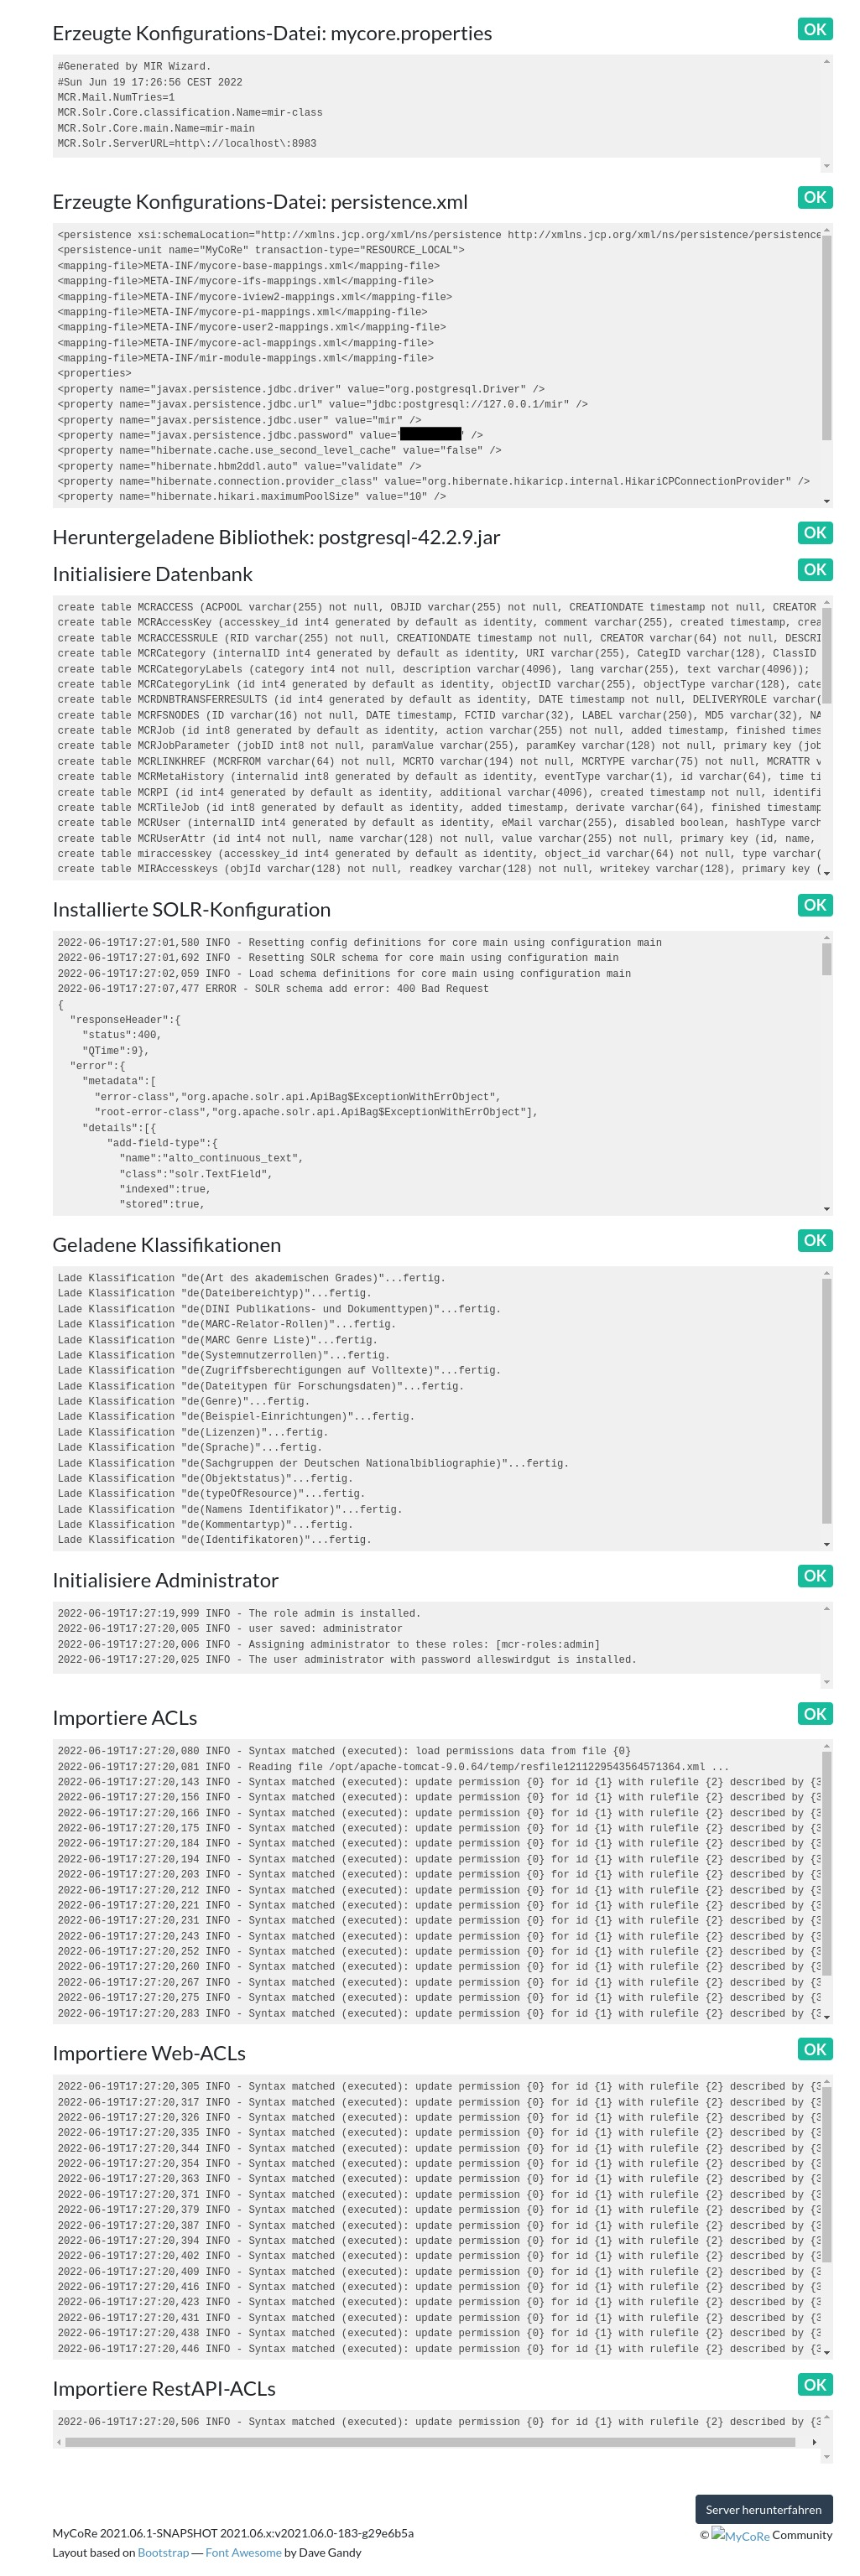 Erzeugte Konfigurations-Datei: mycore.properties
OK
#Generated by MIR Wizard.
#Sun Jun 19 17:26:56 CEST 2022
MCR.Mail.NumTries=1
MCR.Solr.Core.classification.Name=mir-class
MCR.Solr.Core.main.Name=mir-main
MCR.Solr.ServerURL=http\://localhost\:8983
Erzeugte Konfigurations-Datei: persistence.xml
OK
<persistence xsi:schemaLocation="http://xmlns.jcp.org/xml/ns/persistence http://xmlns.jcp.org/xml/ns/persistence/persistence
<persistence-unit name="MyCoRe" transaction-type="RESOURCE_LOCAL">
<mapping-file>META-INF/mycore-base-mappings.xml</mapping-file>
<mapping-file>META-INF/mycore-ifs-mappings.xml</mapping-file>
<mapping-file>META-INF/mycore-iview2-mappings.xml</mapping-file>
<mapping-file>META-INF/mycore-pi-mappings.xml</mapping-file>
<mapping-file>META-INF/mycore-user2-mappings.xml</mapping-file>
<mapping-file>META-INF/mycore-acl-mappings.xml</mapping-file>
<mapping-file>META-INF/mir-module-mappings.xml</mapping-file>
<properties>
<property name="javax.persistence.jdbc.driver" value="org.postgresql.Driver" />
<property name="javax.persistence.jdbc.url" value="jdbc:postgresql://127.0.0.1/mir" />
<property name="javax.persistence.jdbc.user" value="mir" />
<property name="javax.persistence.jdbc.password" value=" " />
<property name="hibernate.cache.use_second_level_cache" value="false" />
<property name="hibernate.hbm2ddl.auto" value="validate" />
<property name="hibernate.connection.provider_class" value="org.hibernate.hikaricp.internal.HikariCPConnectionProvider" />
<property name="hibernate.hikari.maximumPoolSize" value="10" />
Heruntergeladene Bibliothek: postgresql-42.2.9.jar
OK
Initialisiere Datenbank
OK
create table MCRACCESS (ACPOOL varchar(255) not null, OBJID varchar(255) not null, CREATIONDATE timestamp not null, CREATOR
create table MCRAccessKey (accesskey_id int4 generated by default as identity, comment varchar(255), created timestamp, crea
create table MCRACCESSRULE (RID varchar(255) not null, CREATIONDATE timestamp not null, CREATOR varchar(64) not null, DESCRI
create table MCRCategory (internalID int4 generated by default as identity, URI varchar(255), CategID varchar(128), ClassID
create table MCRCategoryLabels (category int4 not null, description varchar(4096), lang varchar(255), text varchar(4096));
create table MCRCategoryLink (id int4 generated by default as identity, objectID varchar(255), objectType varchar(128), cate
create table MCRDNBTRANSFERRESULTS (id int4 generated by default as identity, DATE timestamp not null, DELIVERYROLE varchar(
create table MCRFSNODES (ID varchar(16) not null, DATE timestamp, FCTID varchar(32), LABEL varchar(250), MD5 varchar(32), NA
create table MCRJob (id int8 generated by default as identity, action varchar(255) not null, added timestamp, finished times
create table MCRJobParameter (jobID int8 not null, paramValue varchar(255), paramKey varchar(128) not null, primary key (job
create table MCRLINKHREF (MCRFROM varchar(64) not null, MCRTO varchar(194) not null, MCRTYPE varchar(75) not null, MCRATTR v
create table MCRMetaHistory (internalid int8 generated by default as identity, eventType varchar(1), id varchar(64), time ti
create table MCRPI (id int4 generated by default as identity, additional varchar(4096), created timestamp not null, identifi
create table MCRTileJob (id int8 generated by default as identity, added timestamp, derivate varchar(64), finished timestamp
create table MCRUser (internalID int4 generated by default as identity, eMail varchar(255), disabled boolean, hashType varch
create table MCRUserAttr (id int4 not null, name varchar(128) not null, value varchar(255) not null, primary key (id, name,
create table miraccesskey (accesskey_id int4 generated by default as identity, object_id varchar(64) not null, type varchar(
create table MIRAccesskeys (objId varchar(128) not null, readkey varchar(128) not null, writekey varchar(128), primary key (
Installierte SOLR-Konfiguration
OK
2022-06-19T17:27:01,580 INFO - Resetting config definitions for core main using configuration main
2022-06-19T17:27:01,692 INFO - Resetting SOLR schema for core main using configuration main
2022-06-19T17:27:02,059 INFO - Load schema definitions for core main using configuration main
2022-06-19T17:27:07,477 ERROR - SOLR schema add error: 400 Bad Request
{
"responseHeader":{
"status":400,
"QTime":9},
"error":{
"metadata":[
"error-class","org.apache.solr.api.ApiBag$ExceptionWithErrObject",
"root-error-class","org.apache.solr.api.ApiBag$ExceptionWithErrObject"],
"details":[{
"add-field-type":{
"name":"alto_continuous_text",
"class":"solr.TextField",
"indexed":true,
"stored":true,
Geladene Klassifikationen
OK
Lade Klassification "de(Art des akademischen Grades)"...fertig.
Lade Klassification "de(Dateibereichtyp)"...fertig.
Lade Klassification "de(DINI Publikations- und Dokumenttypen)"...fertig.
Lade Klassification "de(MARC-Relator-Rollen)"...fertig.
Lade Klassification "de(MARC Genre Liste)"...fertig.
Lade Klassification "de(Systemnutzerrollen)"...fertig.
Lade Klassification "de(Zugriffsberechtigungen auf Volltexte)"...fertig.
Lade Klassification "de(Dateitypen für Forschungsdaten)"...fertig.
Lade Klassification "de(Genre)"...fertig.
Lade Klassification "de(Beispiel-Einrichtungen)"...fertig.
Lade Klassification "de(Lizenzen)"...fertig.
Lade Klassification "de(Sprache)"...fertig.
Lade Klassification "de(Sachgruppen der Deutschen Nationalbibliographie)"...fertig.
Lade Klassification "de(Objektstatus)"...fertig.
Lade Klassification "de(typeOfResource)"...fertig.
Lade Klassification "de(Namens Identifikator)"...fertig.
Lade Klassification "de(Kommentartyp)"...fertig.
Lade Klassification "de(Identifikatoren)"...fertig.
Initialisiere Administrator
OK
2022-06-19T17:27:19,999 INFO - The role admin is installed.
2022-06-19T17:27:20,005 INFO - user saved: administrator
2022-06-19T17:27:20,006 INFO - Assigning administrator to these roles: [mcr-roles:admin]
2022-06-19T17:27:20,025 INFO - The user administrator with password alleswirdgut is installed.
Importiere ACLs
OK
2022-06-19T17:27:20,080 INFO - Syntax matched (executed): load permissions data from file {0}
2022-06-19T17:27:20,081 INFO - Reading file /opt/apache-tomcat-9.0.64/temp/resfile1211229543564571364.xml ...
2022-06-19T17:27:20,143 INFO - Syntax matched (executed): update permission {0} for id {1} with rulefile {2} described by {3
2022-06-19T17:27:20,156 INFO - Syntax matched (executed): update permission {0} for id {1} with rulefile {2} described by {3
2022-06-19T17:27:20,166 INFO - Syntax matched (executed): update permission {0} for id {1} with rulefile {2} described by {3
2022-06-19T17:27:20,175 INFO - Syntax matched (executed): update permission {0} for id {1} with rulefile {2} described by {3
2022-06-19T17:27:20,184 INFO - Syntax matched (executed): update permission {0} for id {1} with rulefile {2} described by {3
2022-06-19T17:27:20,194 INFO - Syntax matched (executed): update permission {0} for id {1} with rulefile {2} described by {3
2022-06-19T17:27:20,203 INFO - Syntax matched (executed): update permission {0} for id {1} with rulefile {2} described by {3
2022-06-19T17:27:20,212 INFO - Syntax matched (executed): update permission {0} for id {1} with rulefile {2} described by {3
2022-06-19T17:27:20,221 INFO - Syntax matched (executed): update permission {0} for id {1} with rulefile {2} described by {3
2022-06-19T17:27:20,231 INFO - Syntax matched (executed): update permission {0} for id {1} with rulefile {2} described by {3
2022-06-19T17:27:20,243 INFO - Syntax matched (executed): update permission {0} for id {1} with rulefile {2} described by {3
2022-06-19T17:27:20,252 INFO - Syntax matched (executed): update permission {0} for id {1} with rulefile {2} described by {3
2022-06-19T17:27:20,260 INFO - Syntax matched (executed): update permission {0} for id {1} with rulefile {2} described by {3
2022-06-19T17:27:20,267 INFO - Syntax matched (executed): update permission {0} for id {1} with rulefile {2} described by {3
2022-06-19T17:27:20,275 INFO - Syntax matched (executed): update permission {0} for id {1} with rulefile {2} described by {3
2022-06-19T17:27:20,283 INFO - Syntax matched (executed): update permission {0} for id {1} with rulefile {2} described by {3
Importiere Web-ACLs
OK
2022-06-19T17:27:20,305 INFO - Syntax matched (executed): update permission {0} for id {1} with rulefile {2} described by {3
2022-06-19T17:27:20,317 INFO - Syntax matched (executed): update permission {0} for id {1} with rulefile {2} described by {3
2022-06-19T17:27:20,326 INFO - Syntax matched (executed): update permission {0} for id {1} with rulefile {2} described by {3
2022-06-19T17:27:20,335 INFO - Syntax matched (executed): update permission {0} for id {1} with rulefile {2} described by {3
2022-06-19T17:27:20,344 INFO - Syntax matched (executed): update permission {0} for id {1} with rulefile {2} described by {3
2022-06-19T17:27:20,354 INFO - Syntax matched (executed): update permission {0} for id {1} with rulefile {2} described by {3
2022-06-19T17:27:20,363 INFO - Syntax matched (executed): update permission {0} for id {1} with rulefile {2} described by {3
2022-06-19T17:27:20,371 INFO - Syntax matched (executed): update permission {0} for id {1} with rulefile {2} described by {3
2022-06-19T17:27:20,379 INFO - Syntax matched (executed): update permission {0} for id {1} with rulefile {2} described by {3
2022-06-19T17:27:20,387 INFO - Syntax matched (executed): update permission {0} for id {1} with rulefile {2} described by {3
2022-06-19T17:27:20,394 INFO - Syntax matched (executed): update permission {0} for id {1} with rulefile {2} described by {3
2022-06-19T17:27:20,402 INFO - Syntax matched (executed): update permission {0} for id {1} with rulefile {2} described by {3
2022-06-19T17:27:20,409 INFO - Syntax matched (executed): update permission {0} for id {1} with rulefile {2} described by {3
2022-06-19T17:27:20,416 INFO - Syntax matched (executed): update permission {0} for id {1} with rulefile {2} described by {3
2022-06-19T17:27:20,423 INFO - Syntax matched (executed): update permission {0} for id {1} with rulefile {2} described by {3
2022-06-19T17:27:20,431 INFO - Syntax matched (executed): update permission {0} for id {1} with rulefile {2} described by {3
2022-06-19T17:27:20,438 INFO - Syntax matched (executed): update permission {0} for id {1} with rulefile {2} described by {3
2022-06-19T17:27:20,446 INFO - Syntax matched (executed): update permission {0} for id {1} with rulefile {2} described by {3
Importiere RestAPI-ACLs
OK
2022-06-19T17:27:20,506 INFO - Syntax matched (executed): update permission {0} for id {1} with rulefile {2} described by {3
Server herunterfahren
MyCoRe 2021.06.1-SNAPSHOT 2021.06.x:v2021.06.0-183-g29e6b5a
© MyCoRe Community
Layout based on Bootstrap — Font Awesome by Dave Gandy